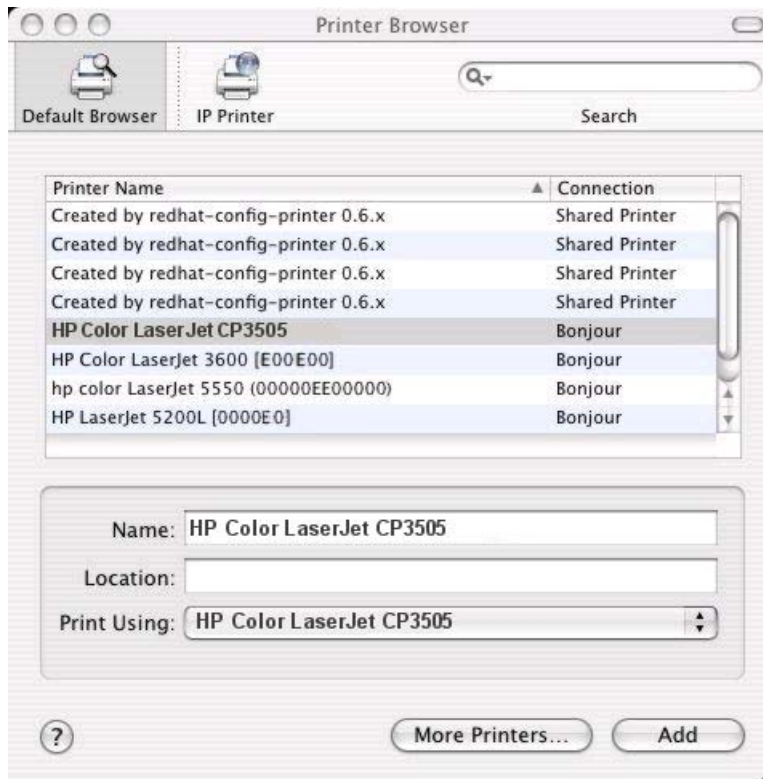 Printer Browser
Default Browser
IP Printer
Search
Printer Name Connection
Created by redhat-config-printer 0.6.x Shared Printer
Created by redhat-config-printer 0.6.x Shared Printer
Created by redhat-config-printer 0.6.x Shared Printer
Created by redhat-config-printer 0.6.x Shared Printer
HP Color LaserJet CP3505 Bonjour
HP Color LaserJet 3600 [E00E00] Bonjour
hp color LaserJet 5550 (00000EE00000) Bonjour
HP LaserJet 5200L [0000E0] Bonjour
Name: HP Color LaserJet CP3505
Location:
Print Using: HP Color LaserJet CP3505
? More Printers... Add